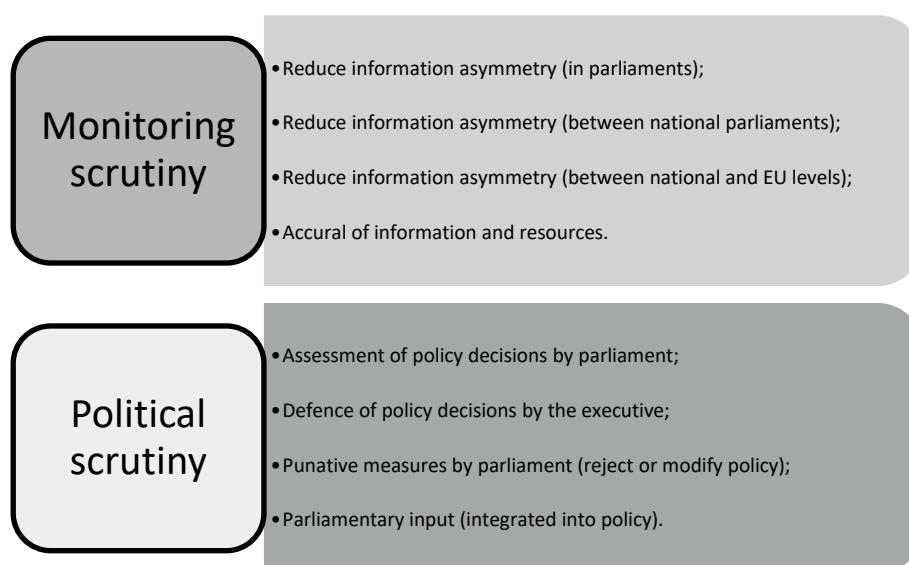 Monitoring
scrutiny
•Reduce information asymmetry (in parliaments);
•Reduce information asymmetry (between national parliaments);
•Reduce information asymmetry (between national and EU levels);
•Accural of information and resources.
Political
scrutiny
•Assessment of policy decisions by parliament;
•Defence of policy decisions by the executive;
•Punative measures by parliament (reject or modify policy);
•Parliamentary input (integrated into policy).